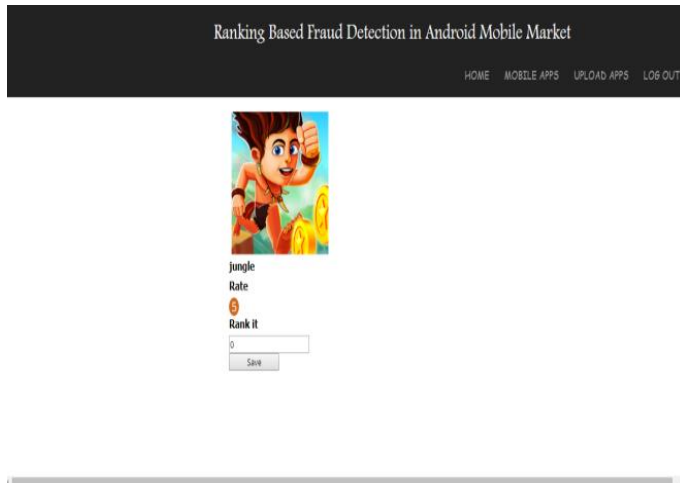 Ranking Based Fraud Detection in Android Mobile Market
HOME MOBILE APPS UPLOAD APPS LOG OUT
jungle
Rate
5
Rank it
0
Save